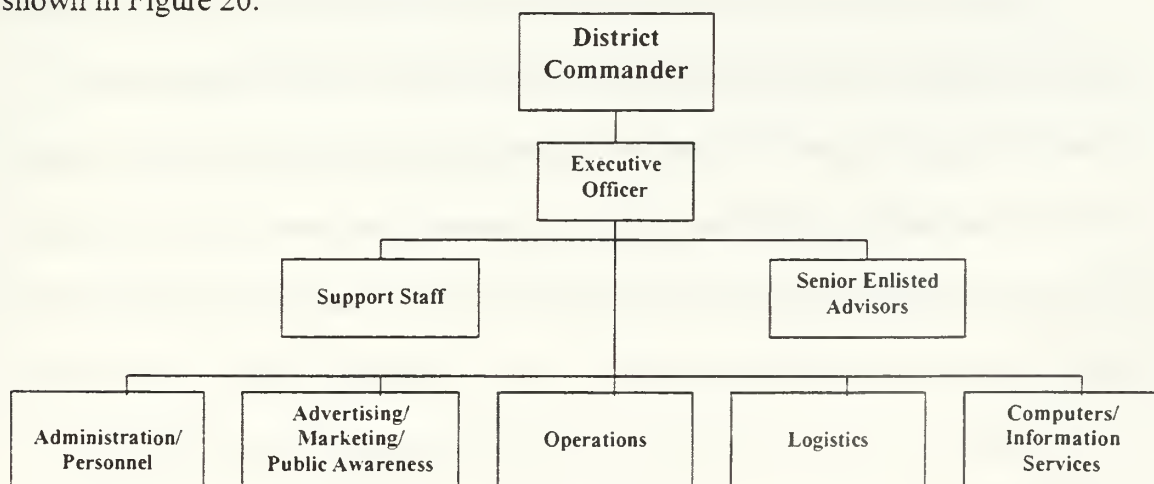 shown in Figure 20.
District
Commander
Executive
Officer
Support Staff
Senior Enlisted
Advisors
Administration/
Personnel
Advertising/
Marketing/
Public Awareness
Operations
Logistics
Computers/
Information
Services